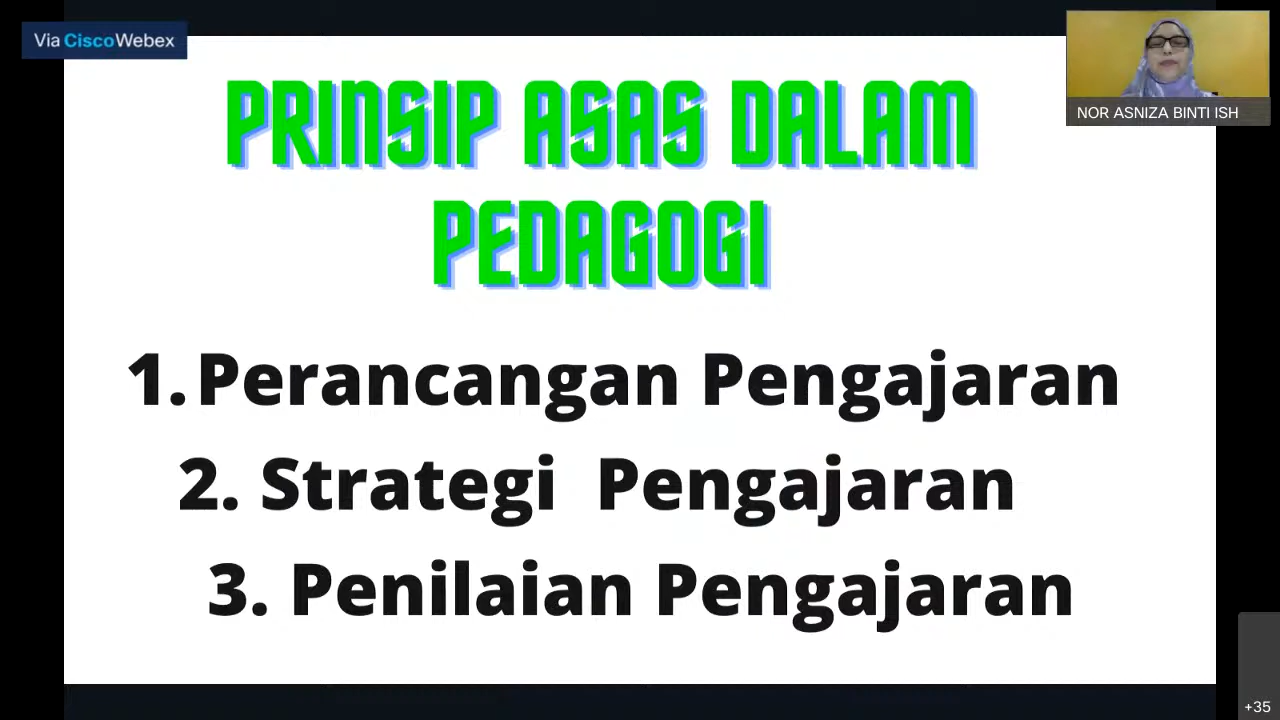 Via CiscoWebex
NOR ASNIZA BINTI ISH
PRINSIP ASAS DALAM
PEDAGOGI
1. Perancangan Pengajaran
2. Strategi Pengajaran
3. Penilaian Pengajaran
+35